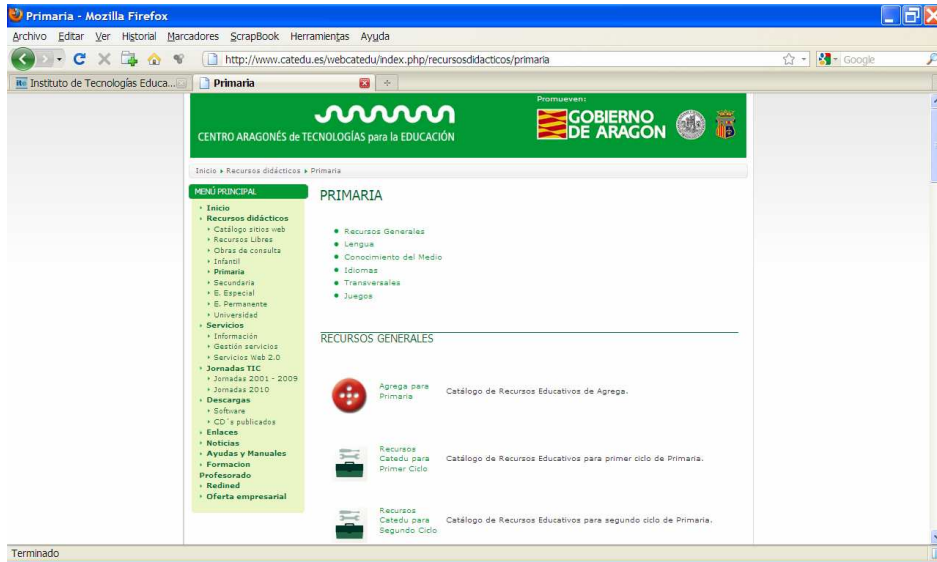 Primaria - Mozilla Firefox
Archivo Editar Ver Historial Marcadores ScrapBook Herramientas Ayuda
http://www.catedu.es/webcatedu/index.php/recursosdidacticos/primaria
Google
Instituto de Tecnologías Educa...
Primaria
Promueven:
CENTRO ARAGONÉS de TECNOLOGÍAS para la EDUCACIÓN
GOBIERNO
DE ARAGON
Inicio Recursos didácticos Primaria
MENÚ PRINCIPAL
Inicio
Recursos didácticos
Catálogo sitios web
Recursos Libres
Obras de consulta
Infantil
Primaria
Secundaria
E. Especial
E. Permanente
Universidad
Servicios
Información
Gestión servicios
Servicios Web 2.0
Jornadas TIC
Jornadas 2001 - 2009
Jornadas 2010
Descargas
Software
CD´s publicados
Enlaces
Noticias
Ayudas y Manuales
Formacion
Profesorado
Redined
Oferta empresarial
PRIMARIA
Recursos Generales
Lengua
Conocimiento del Medio
Idiomas
Transversales
Juegos
RECURSOS GENERALES
Agrega para
Primaria
Catálogo de Recursos Educativos de Agrega.
Recursos
Catedu para
Primer Ciclo
Catálogo de Recursos Educativos para primer ciclo de Primaria.
Recursos
Catedu para
Segundo Ciclo
Catálogo de Recursos Educativos para segundo ciclo de Primaria.
Terminado